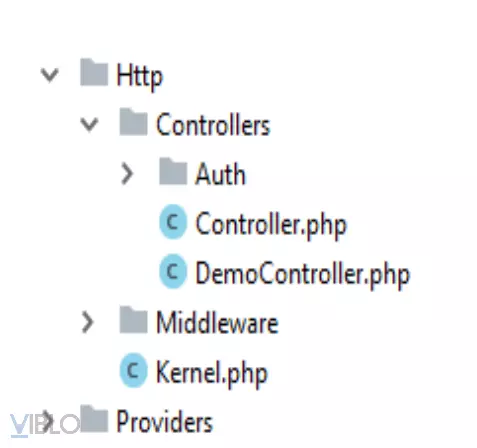 Http
Controllers
Auth
C Controller.php
C DemoController.php
Middleware
C Kernel.php
VIBLO Providers